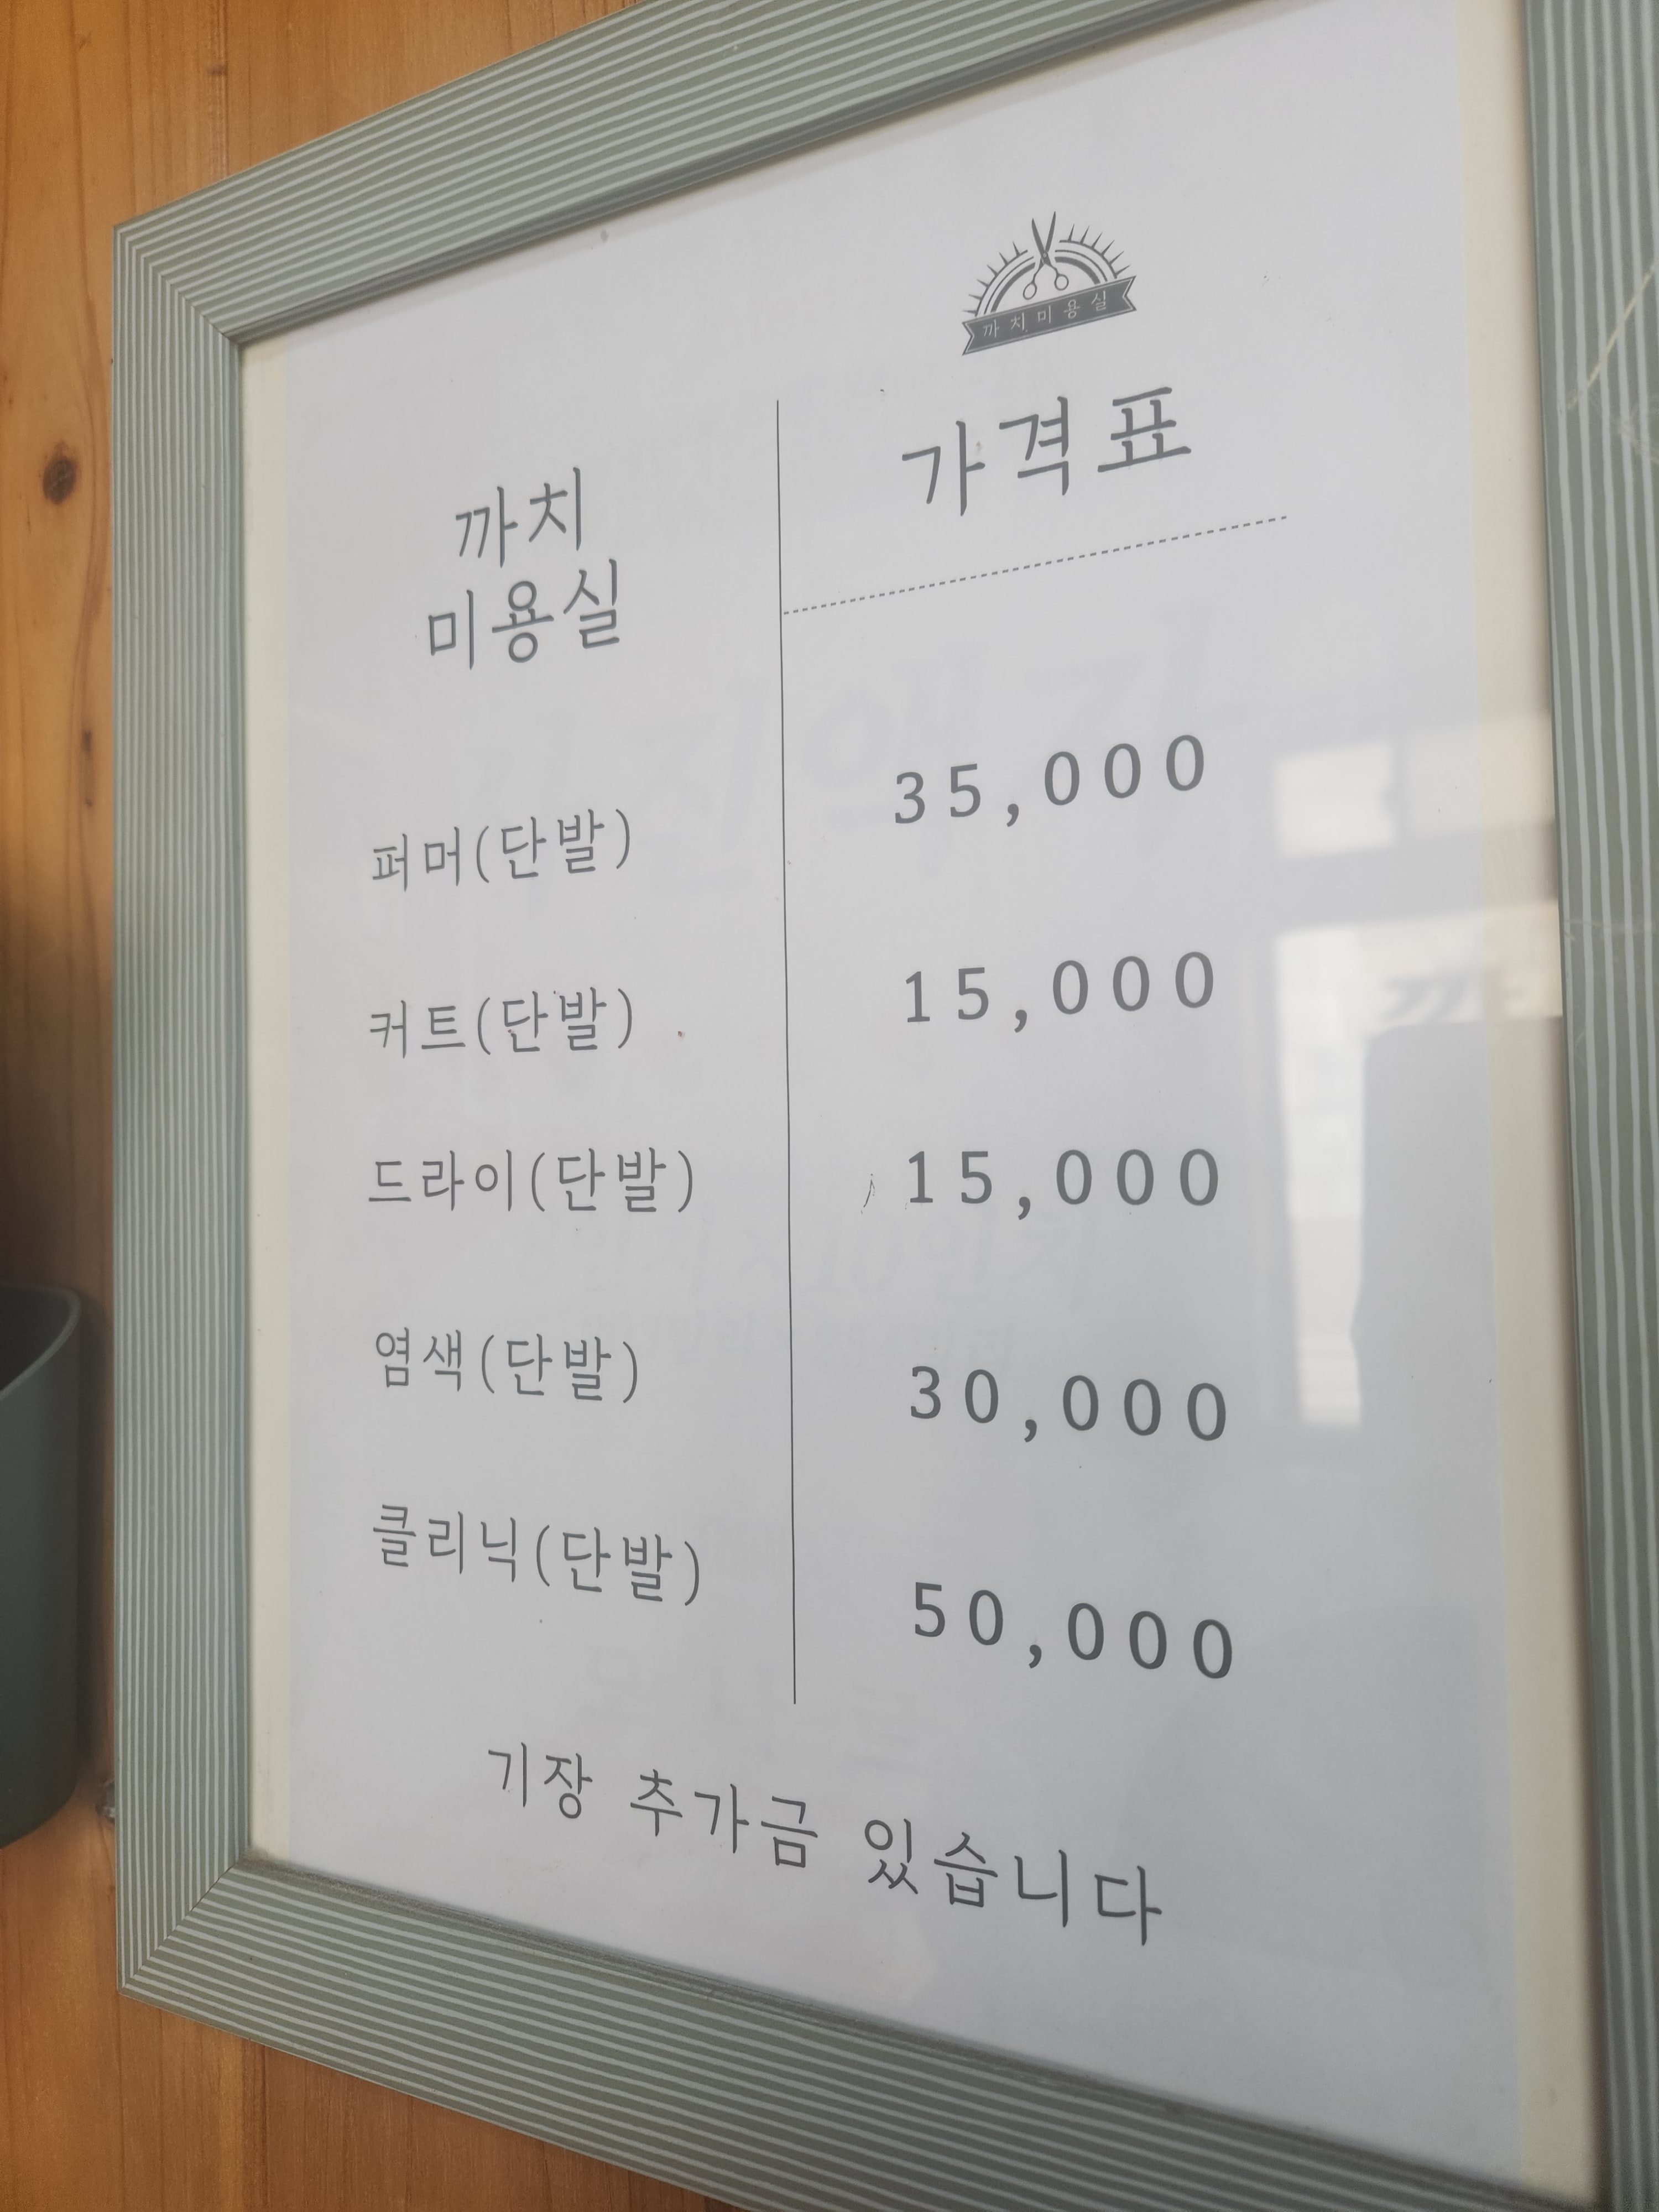 까치미용실
가격표
까치
미용실
퍼머(단발) 35,000
커트(단발) 15,000
드라이(단발) 15,000
염색(단발) 30,000
클리닉(단발) 50,000
기장 추가금 있습니다